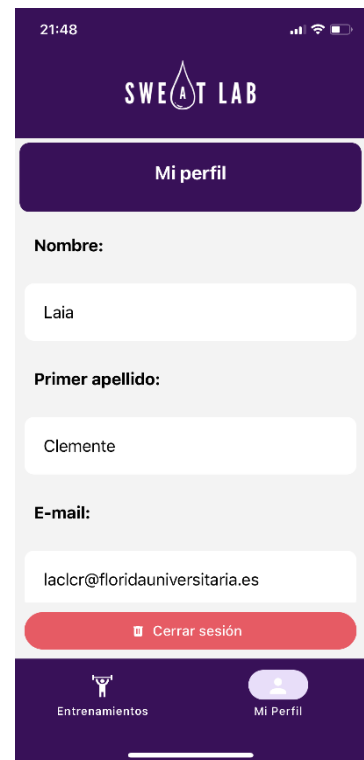 21:48
SWEAT LAB
Mi perfil
Nombre:
Laia
Primer apellido:
Clemente
E-mail:
laclcr@floridauniversitaria.es
Cerrar sesión
Entrenamientos
Mi Perfil